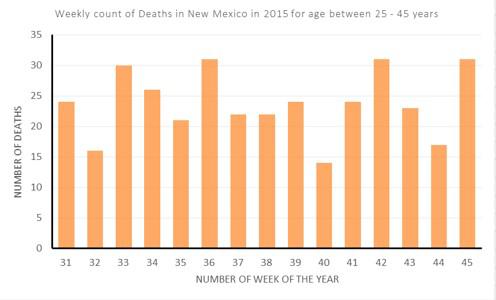 Weekly count of Deaths in New Mexico in 2015 for age between 25 - 45 years
35
30
25
20
15
10
5
0
NUMBER OF DEATHS
31 32 33 34 35 36 37 38 39 40 41 42 43 44 45
NUMBER OF WEEK OF THE YEAR